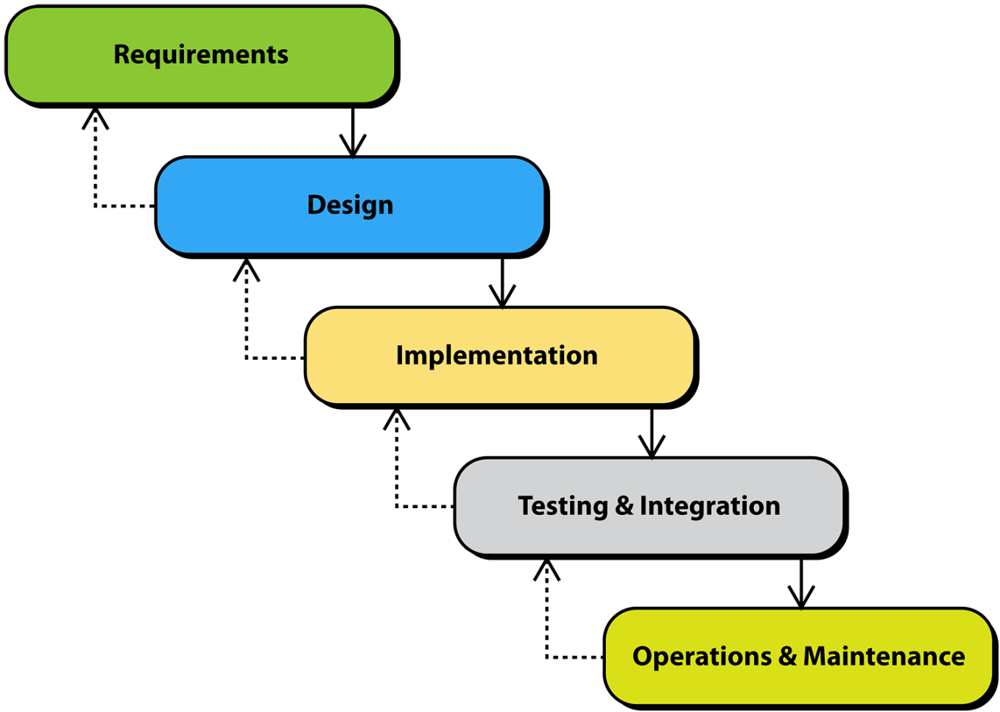 Requirements
Design
Implementation
Testing & Integration
Operations & Maintenance